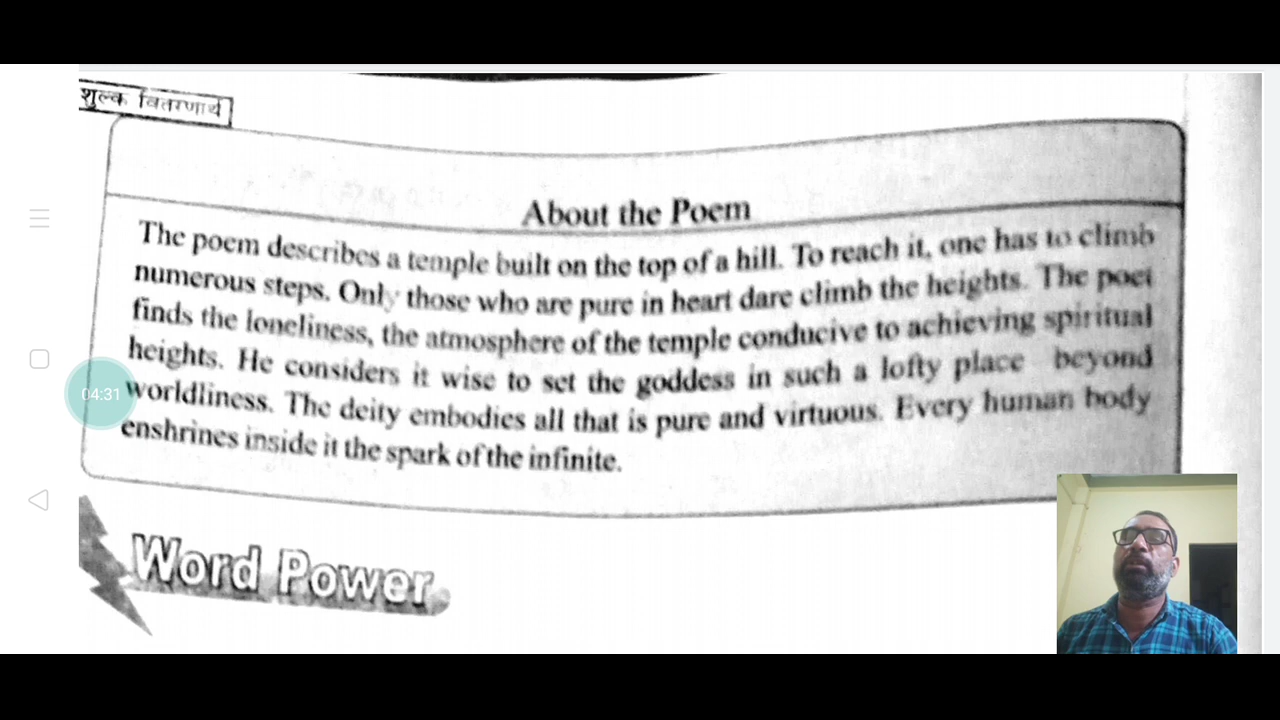 शुल्क वितरणार्थ
About the Poem
The poem describes a temple built on the top of a hill. To reach it, one has to climb
numerous steps. Only those who are pure in heart dare climb the heights. The poet
finds the loneliness, the atmosphere of the temple conducive to achieving spiritual
heights. He considers it wise to set the goddess in such a lofty place beyond
worldliness. The deity embodies all that is pure and virtuous. Every human body
enshrines inside it the spark of the infinite.
04:31
Word Power